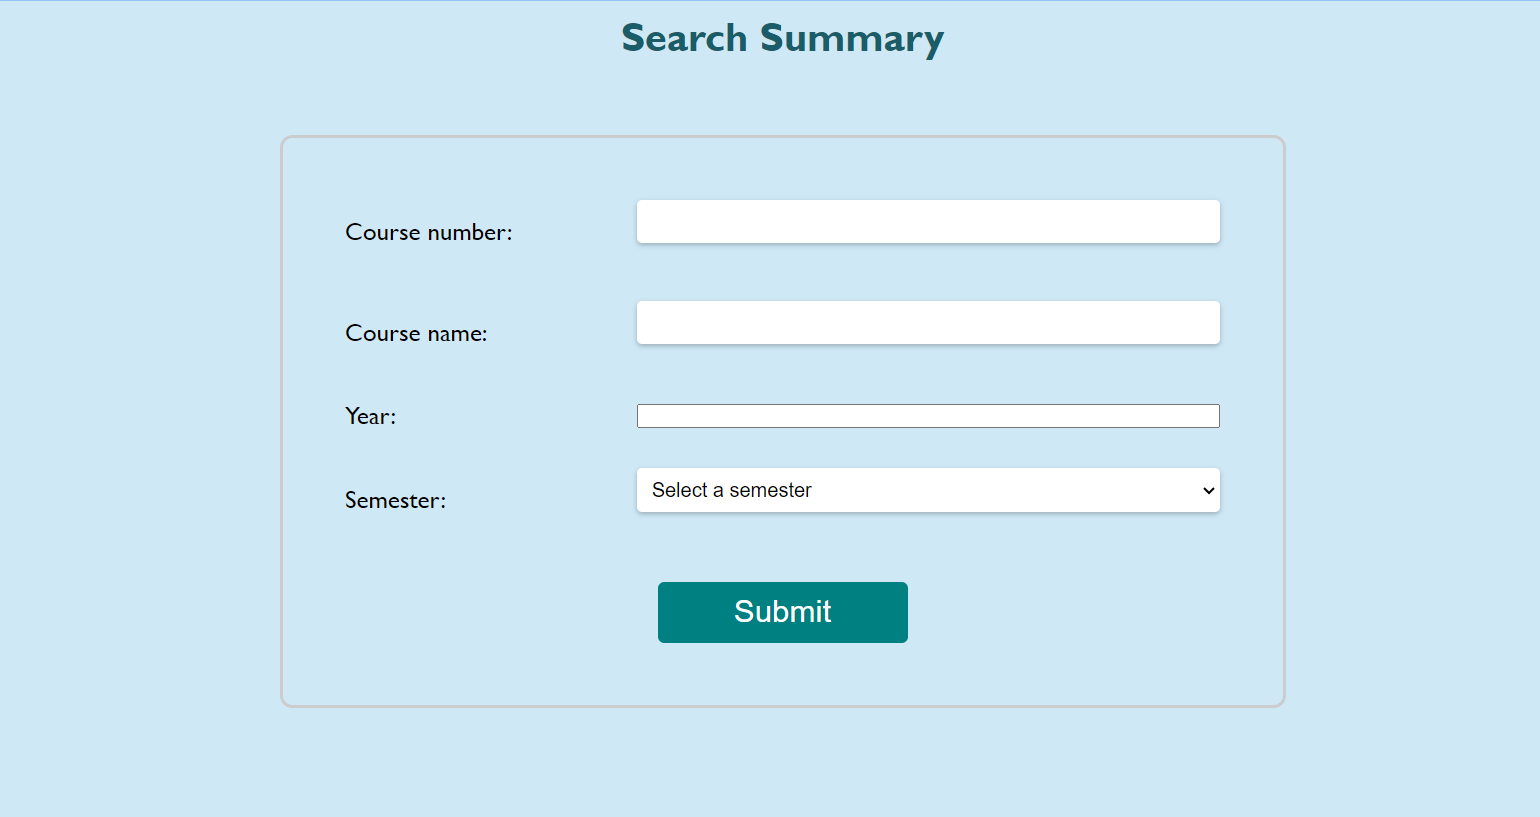 Search Summary
Course number:
Course name:
Year:
Semester:
Select a semester
Submit